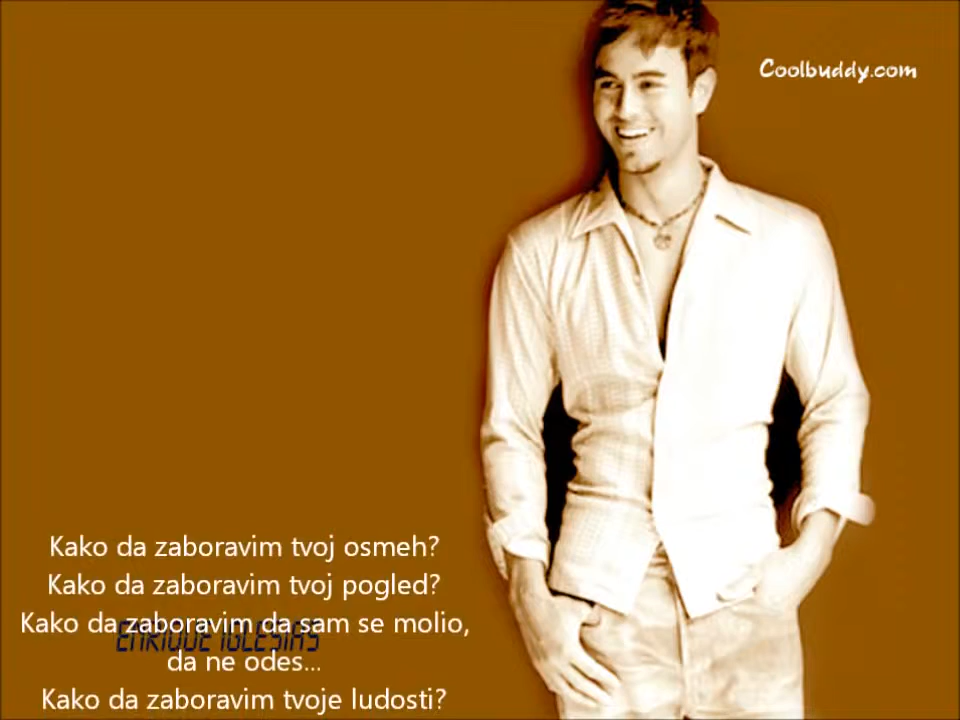 Coolbuddy.com
Kako da zaboravim tvoj osmeh?
Kako da zaboravim tvoj pogled?
Kako da zaboravim da sam se molio,
ENRIQUE IGLESIAS
da ne odes...
Kako da zaboravim tvoje ludosti?